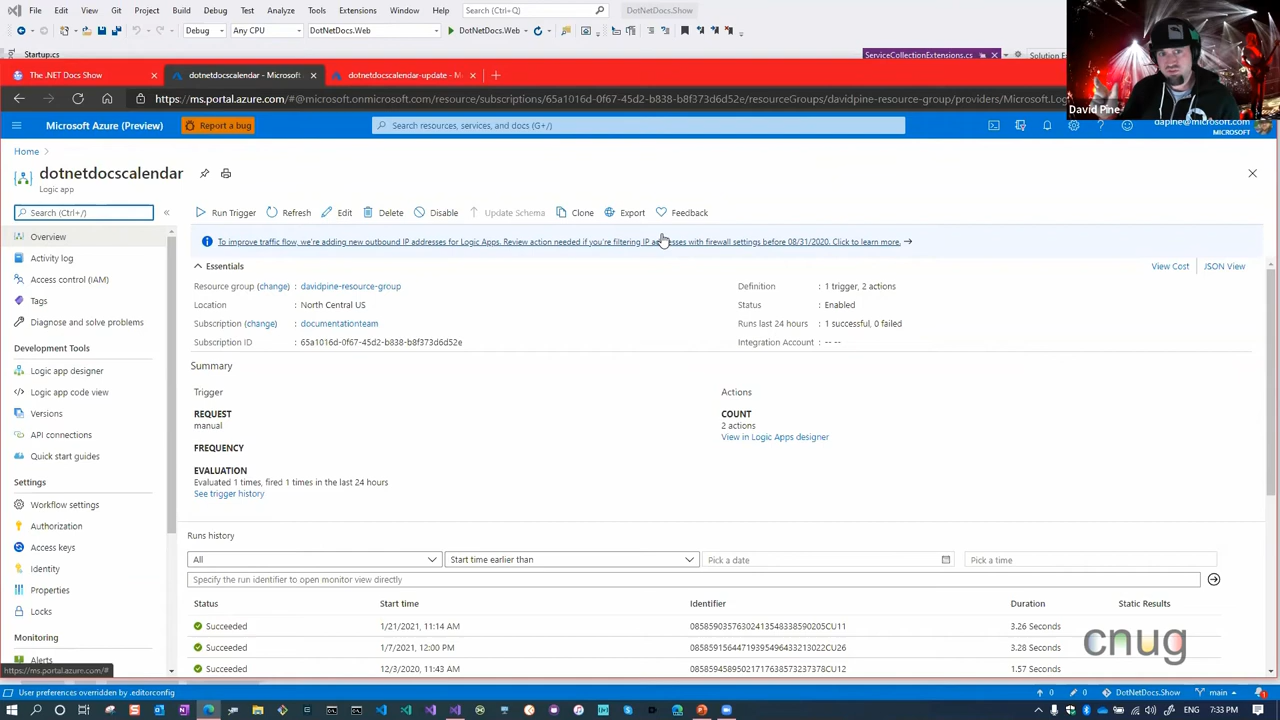 File Edit View Git Project Build Debug Test Analyze Tools Extensions Window Help Search (Ctrl+Q) DotNetDocs.Show
Debug Any CPU DotNetDocs.Web DotNetDocs.Web
Startup.cs ServiceCollectionExtensions.cs Solution
The .NET Docs Show dotnetdocscalendar - Microsoft dotnetdocscalendar-update - M
https://ms.portal.azure.com/#@microsoft.onmicrosoft.com/resource/subscriptions/65a1016d-0f67-45d2-b838-b8f373d6d52e/resourceGroups/davidpine-resource-group/providers/Microsoft.Log
David Pine
Microsoft Azure (Preview) Report a bug Search resources, services, and docs (G+/) dapine@microsoft.com
MICROSOFT
Home
dotnetdocscalendar
Logic app
Search (Ctrl+/) Run Trigger Refresh Edit Delete Disable Update Schema Clone Export Feedback
Overview
Activity log
Access control (IAM)
Tags
Diagnose and solve problems
Development Tools
Logic app designer
Logic app code view
Versions
API connections
Quick start guides
Settings
Workflow settings
Authorization
Access keys
Identity
Properties
Locks
Monitoring
Alerts
https://ms.portal.azure.com/#
To improve traffic flow, we're adding new outbound IP addresses for Logic Apps. Review action needed if you're filtering IP addresses with firewall settings before 08/31/2020. Click to learn more.
Essentials View Cost JSON View
Resource group (change) : davidpine-resource-group Definition : 1 trigger, 2 actions
Location : North Central US Status : Enabled
Subscription (change) : documentationteam Runs last 24 hours : 1 successful, 0 failed
Subscription ID : 65a1016d-0f67-45d2-b838-b8f373d6d52e Integration Account : -- --
Summary
Trigger Actions
REQUEST COUNT
manual 2 actions
View in Logic Apps designer
FREQUENCY
EVALUATION
Evaluated 1 times, fired 1 times in the last 24 hours
See trigger history
Runs history
All Start time earlier than Pick a date Pick a time
Specify the run identifier to open monitor view directly
Status Start time Identifier Duration Static Results
Succeeded 1/21/2021, 11:14 AM 3.26 Seconds
Succeeded 1/7/2021, 12:00 PM 3.28 Seconds
Succeeded 12/3/2020, 11:43 AM 1.57 Seconds
cnug
User preferences overridden by .editorconfig 0 0 DotNetDocs.Show main
7:33 PM